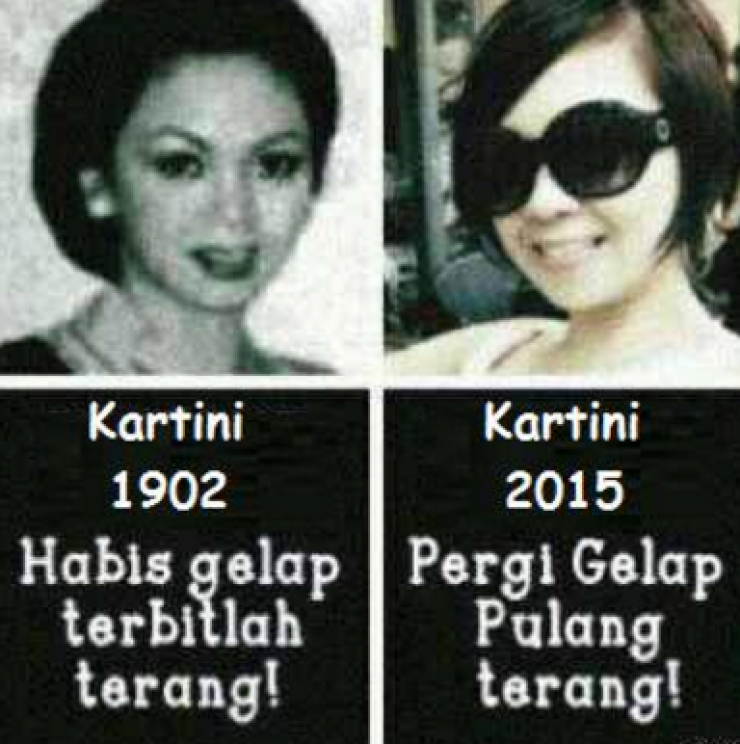 Kartini
1902
Habis gelap
terbitlah
terang!
Kartini
2015
Pergi Gelap
Pulang
terang!